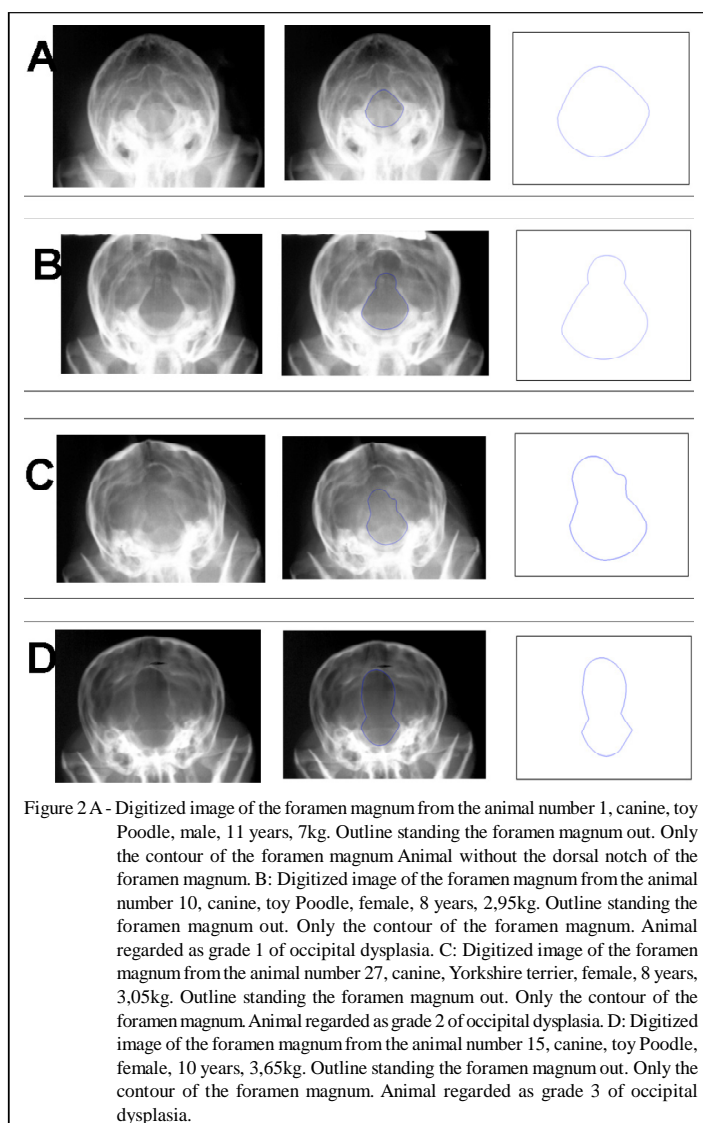 A
B
C
D
Figure 2 A - Digitized image of the foramen magnum from the animal number 1, canine, toy
Poodle, male, 11 years, 7kg. Outline standing the foramen magnum out. Only
the contour of the foramen magnum Animal without the dorsal notch of the
foramen magnum. B: Digitized image of the foramen magnum from the animal
number 10, canine, toy Poodle, female, 8 years, 2,95kg. Outline standing the
foramen magnum out. Only the contour of the foramen magnum. Animal
regarded as grade 1 of occipital dysplasia. C: Digitized image of the foramen
magnum from the animal number 27, canine, Yorkshire terrier, female, 8 years,
3,05kg. Outline standing the foramen magnum out. Only the contour of the
foramen magnum. Animal regarded as grade 2 of occipital dysplasia. D: Digitized
image of the foramen magnum from the animal number 15, canine, toy Poodle,
female, 10 years, 3,65kg. Outline standing the foramen magnum out. Only the
contour of the foramen magnum. Animal regarded as grade 3 of occipital
dysplasia.